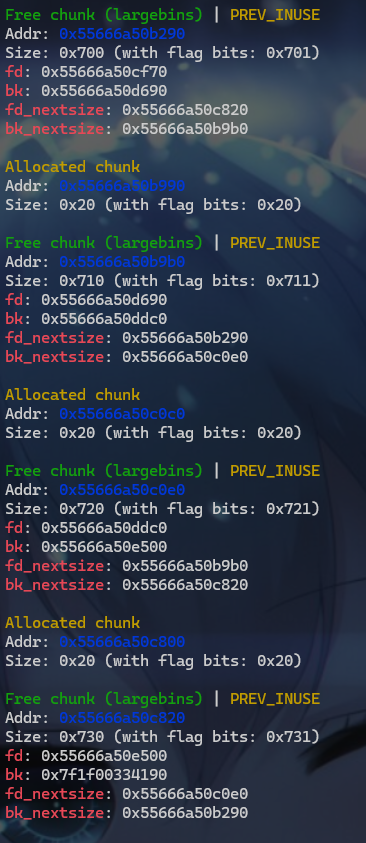 Free chunk (largebins) | PREV_INUSE
Addr: 0x55666a50b290
Size: 0x700 (with flag bits: 0x701)
fd: 0x55666a50cf70
bk: 0x55666a50d690
fd_nextsize: 0x55666a50c820
bk_nextsize: 0x55666a50b9b0
Allocated chunk
Addr: 0x55666a50b990
Size: 0x20 (with flag bits: 0x20)
Free chunk (largebins) | PREV_INUSE
Addr: 0x55666a50b9b0
Size: 0x710 (with flag bits: 0x711)
fd: 0x55666a50d690
bk: 0x55666a50ddc0
fd_nextsize: 0x55666a50b290
bk_nextsize: 0x55666a50c0e0
Allocated chunk
Addr: 0x55666a50c0c0
Size: 0x20 (with flag bits: 0x20)
Free chunk (largebins) | PREV_INUSE
Addr: 0x55666a50c0e0
Size: 0x720 (with flag bits: 0x721)
fd: 0x55666a50ddc0
bk: 0x55666a50e500
fd_nextsize: 0x55666a50b9b0
bk_nextsize: 0x55666a50c820
Allocated chunk
Addr: 0x55666a50c800
Size: 0x20 (with flag bits: 0x20)
Free chunk (largebins) | PREV_INUSE
Addr: 0x55666a50c820
Size: 0x730 (with flag bits: 0x731)
fd: 0x55666a50e500
bk: 0x7f1f00334190
fd_nextsize: 0x55666a50c0e0
bk_nextsize: 0x55666a50b290